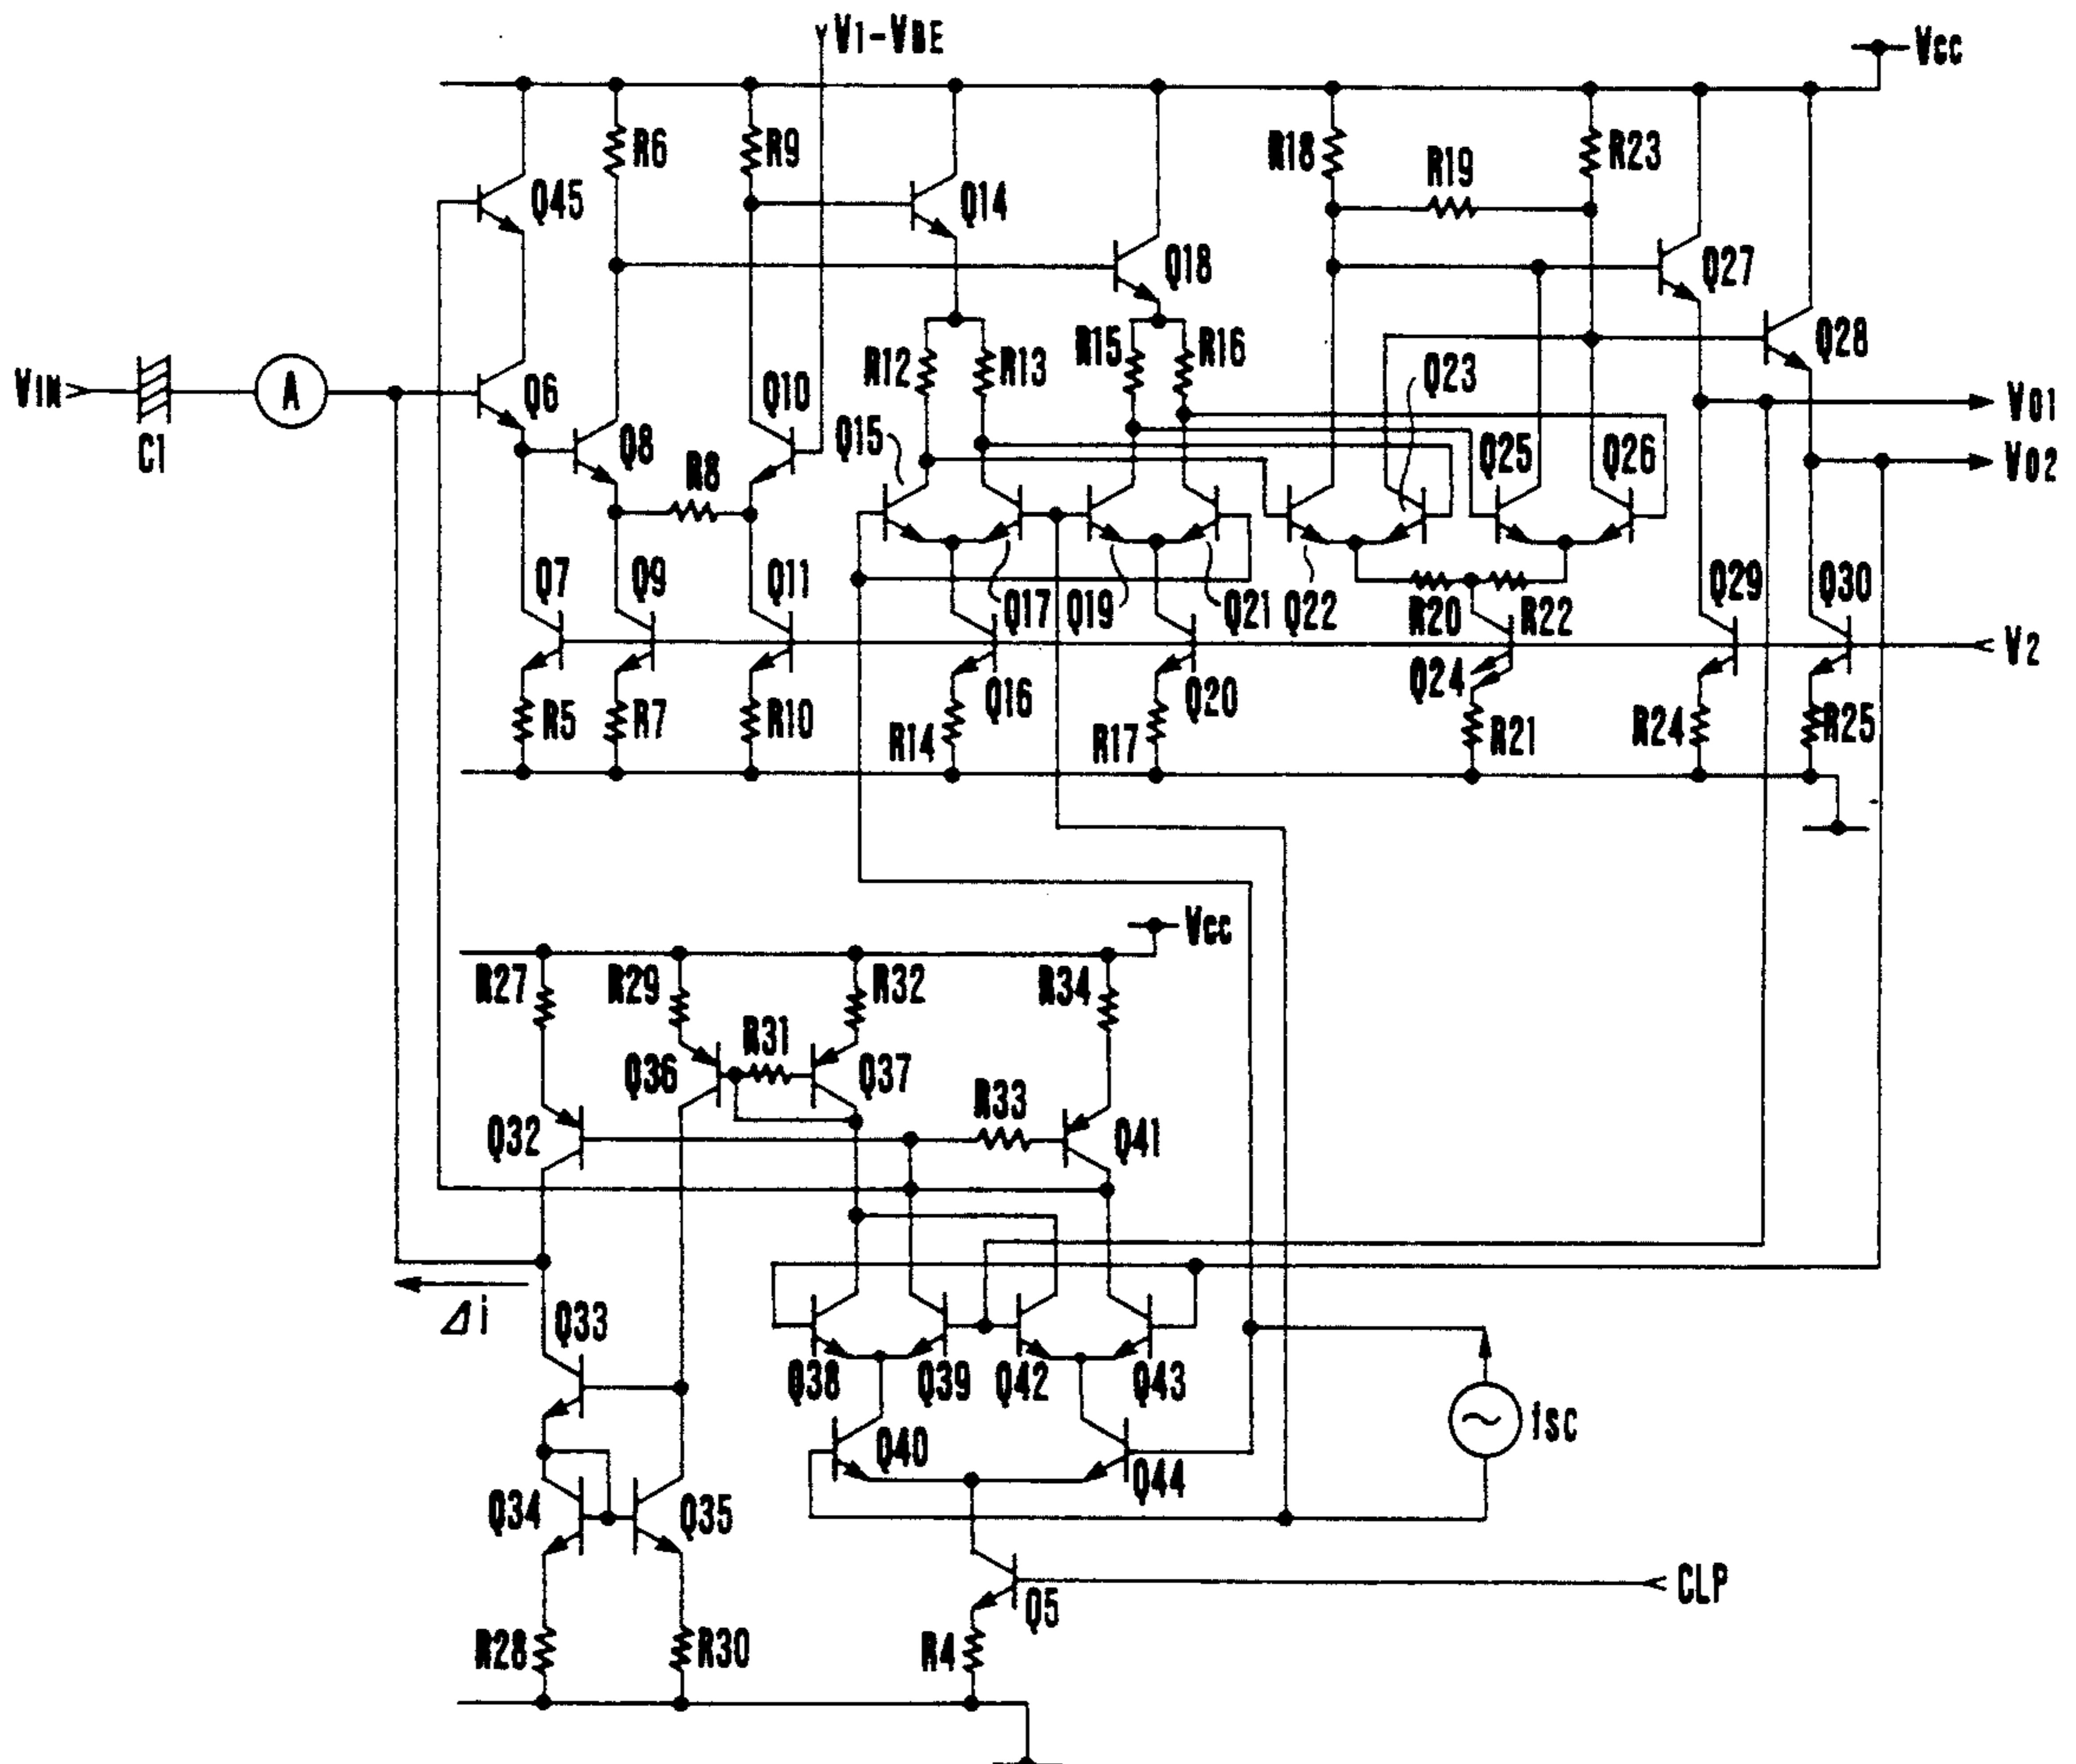 V1-VBE
Vcc
R6
R9
R18
R19
R23
Q45
Q14
Q18
Q27
R12
R13
R15
R16
Q28
VIN
C1
A
Q6
Q10
Q23
V01
Q15
Q8
R8
Q25
Q26
V02
Q7
Q9
Q11
Q17
Q19
Q21
Q22
R20
R22
Q29
Q30
V2
Q16
Q20
Q24
R5
R7
R10
R14
R17
R21
R24
R25
Vcc
R27
R29
R32
R34
R31
Q36
Q37
R33
Q32
Q41
Δi
Q33
Q38
Q39
Q42
Q43
Q40
Q44
fsc
Q34
Q35
Q5
CLP
R28
R30
R4